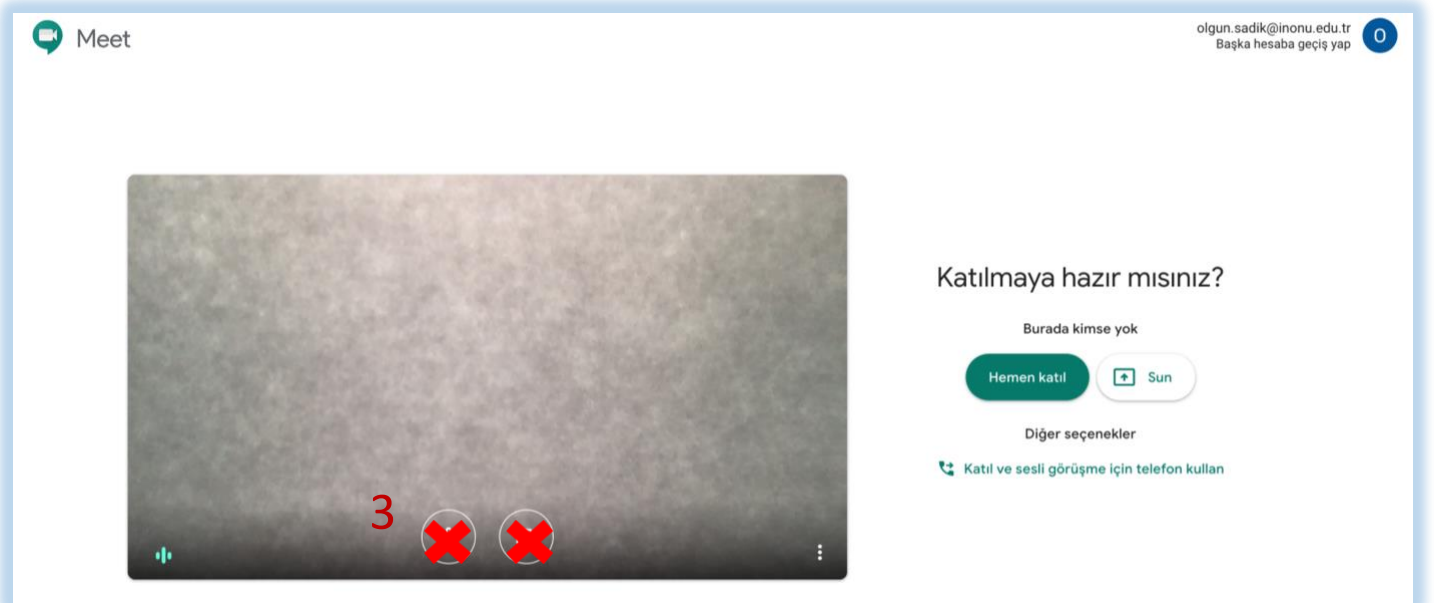 Meet
olgun.sadik@inonu.edu.tr
Başka hesaba geçiş yap
O
Katılmaya hazır mısınız?
Burada kimse yok
Hemen katıl
Sun
Diğer seçenekler
Katıl ve sesli görüşme için telefon kullan
3